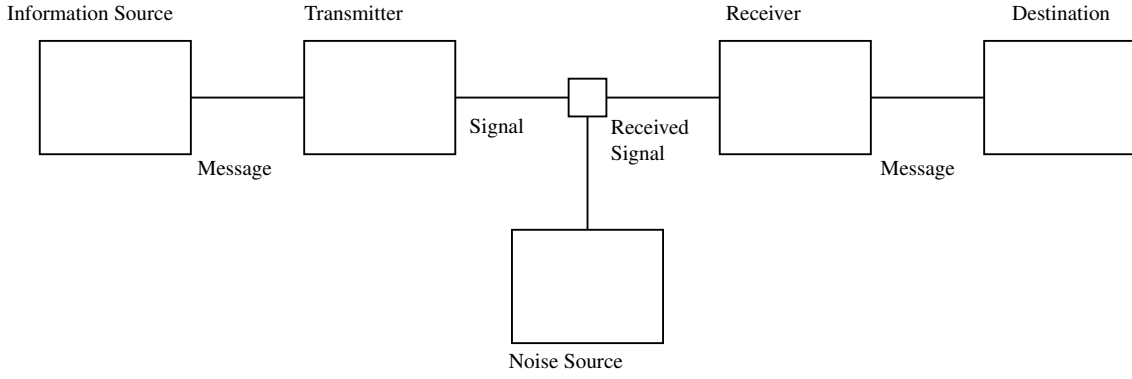 Information Source
Transmitter
Receiver
Destination
Signal
Received
Signal
Message
Message
Noise Source